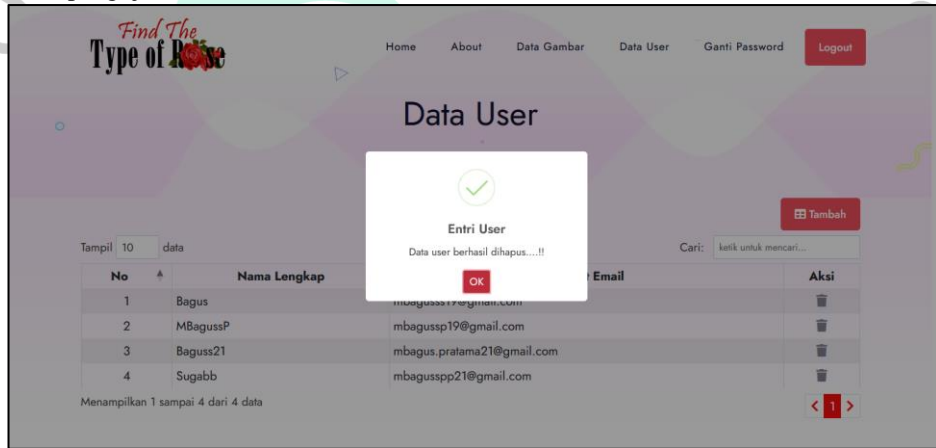 Find The
Type of Rose
Home About Data Gambar Data User Ganti Password Logout
Data User
Entri User
Data user berhasil dihapus....!!
OK
Tambah
Tampil 10 data
Cari: ketik untuk mencari...
No Nama Lengkap Email Aksi
1 Bagus
2 MBagussP mbagussp19@gmail.com
3 Baguss21 mbagus.pratama21@gmail.com
4 Sugabb mbagusspp21@gmail.com
Menampilkan 1 sampai 4 dari 4 data
< 1 >